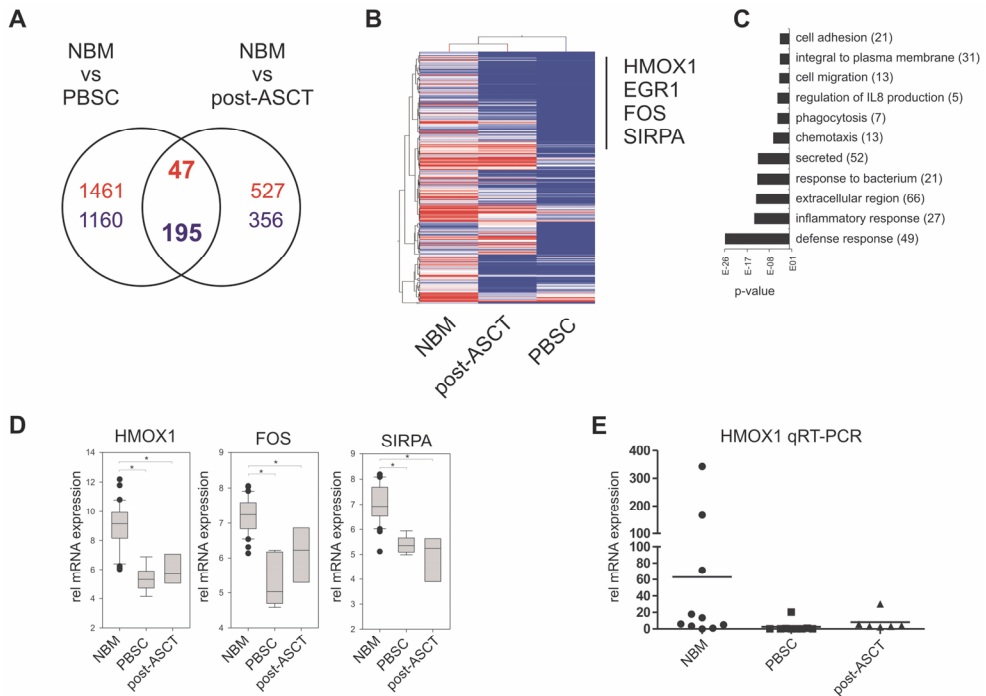 A
NBM
vs
PBSC
NBM
vs
post-ASCT
1461
1160
47
195
527
356
B
HMOX1
EGR1
FOS
SIRPA
NBM
post-ASCT
PBSC
C
cell adhesion (21)
integral to plasma membrane (31)
cell migration (13)
regulation of IL8 production (5)
phagocytosis (7)
chemotaxis (13)
secreted (52)
response to bacterium (21)
extracellular region (66)
inflammatory response (27)
defense response (49)
E-26
E-17
E-08
E01
p-value
D
HMOX1
rel mRNA expression
14
12
10
8
6
4
2
*
*
NBM
PBSC
post-ASCT
FOS
rel mRNA expression
9
8
7
6
5
4
*
*
NBM
PBSC
post-ASCT
SIRPA
rel mRNA expression
9
8
7
6
5
4
3
2
*
*
NBM
PBSC
post-ASCT
E
HMOX1 qRT-PCR
rel mRNA expression
400
300
200
100
100
80
60
40
20
0
NBM
PBSC
post-ASCT